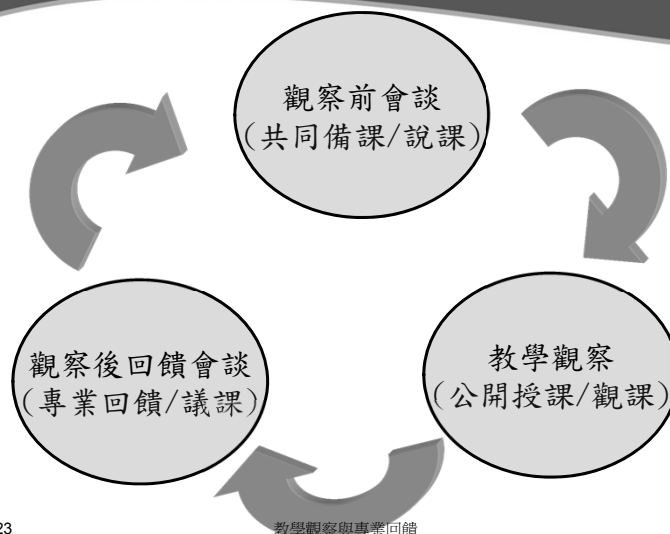 觀察前會談
(共同備課/說課)
觀察後回饋會談
(專業回饋/議課)
教學觀察
(公開授課/觀課)
23
教學觀察與專業回饋